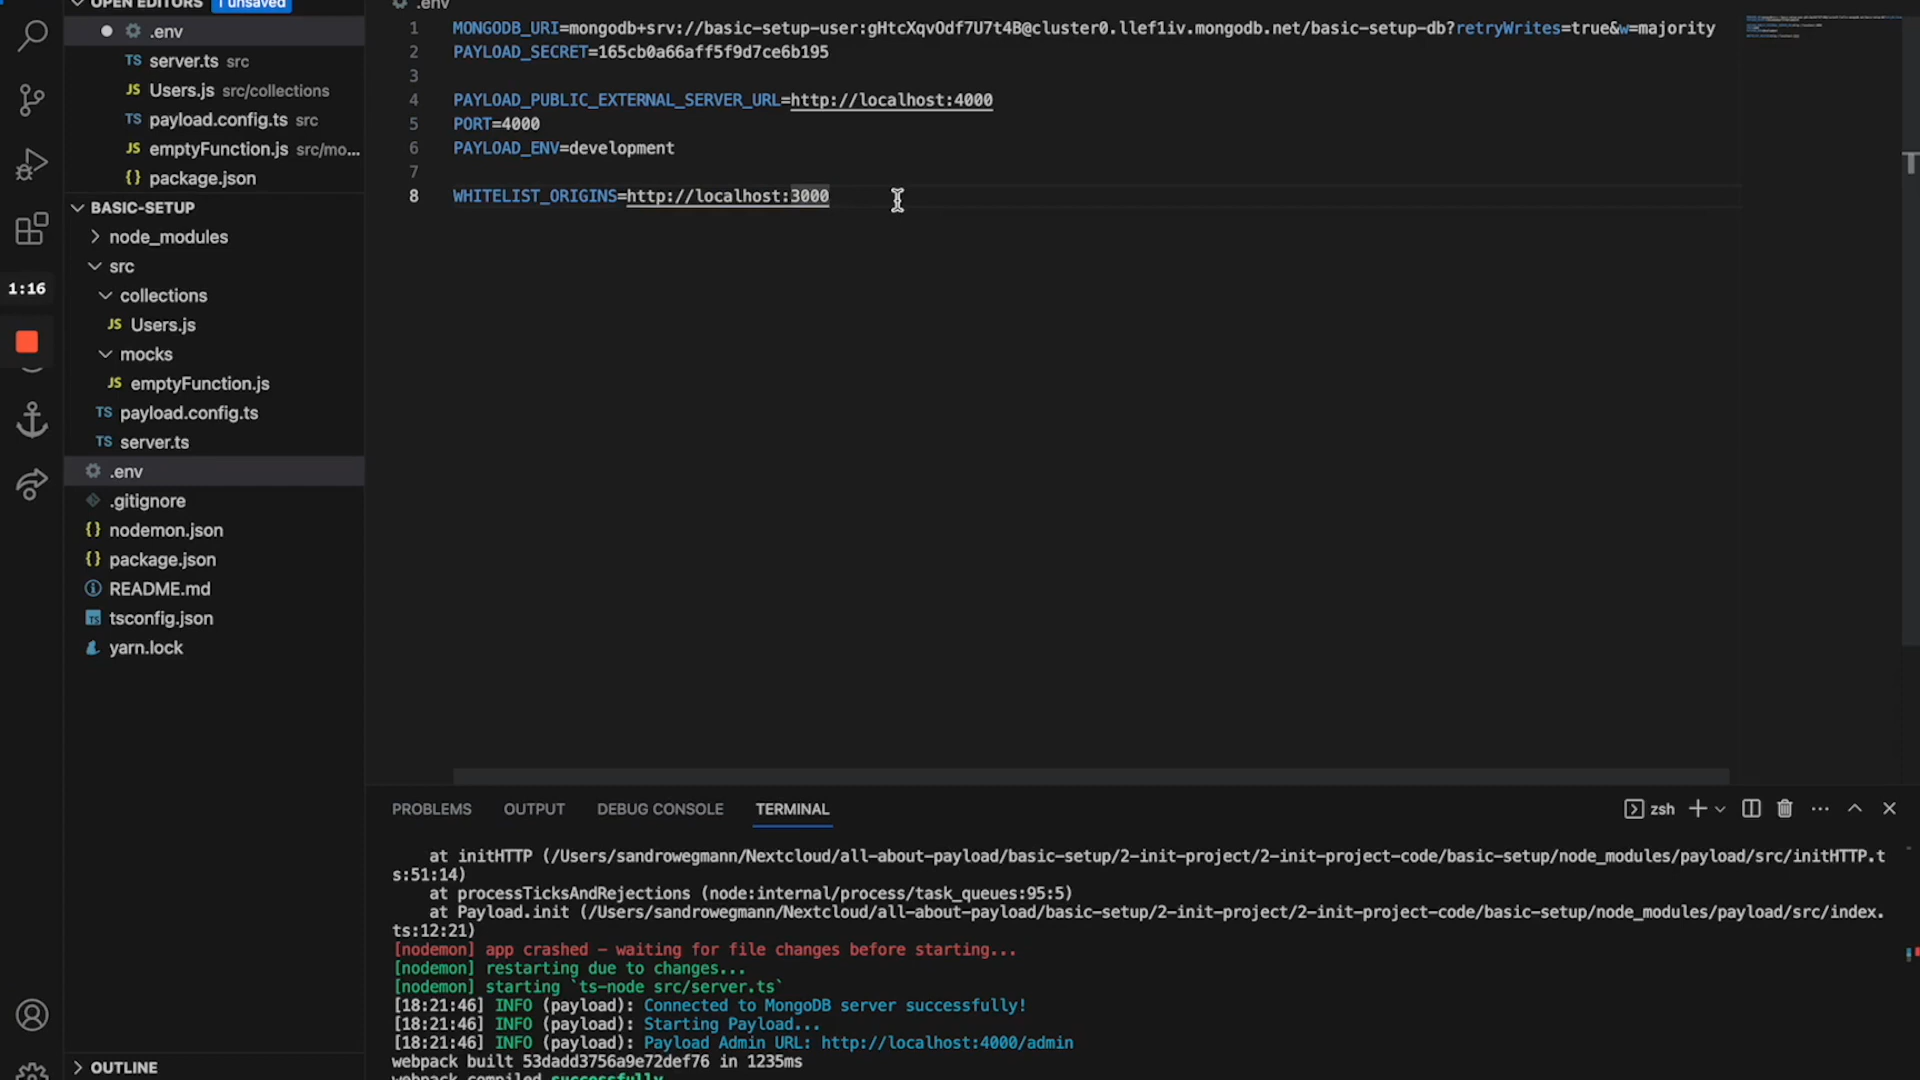 OPEN EDITORS
1 unsaved
.env
server.ts src
Users.js src/collections
payload.config.ts src
emptyFunction.js src/mo...
package.json
BASIC-SETUP
node_modules
src
collections
Users.js
mocks
emptyFunction.js
payload.config.ts
server.ts
.env
.gitignore
nodemon.json
package.json
README.md
tsconfig.json
yarn.lock
OUTLINE
1:16
.env
1 MONGODB_URI=mongodb+srv://basic-setup-user:gHtcXqvOdf7U7t4B@cluster0.llef1iv.mongodb.net/basic-setup-db?retryWrites=true&w=majority
2 PAYLOAD_SECRET=165cb0a66aff5f9d7ce6b195
3
4 PAYLOAD_PUBLIC_EXTERNAL_SERVER_URL=http://localhost:4000
5 PORT=4000
6 PAYLOAD_ENV=development
7
8 WHITELIST_ORIGINS=http://localhost:3000
PROBLEMS OUTPUT DEBUG CONSOLE TERMINAL
zsh
at initHTTP (/Users/sandrowegmann/Nextcloud/all-about-payload/basic-setup/2-init-project/2-init-project-code/basic-setup/node_modules/payload/src/initHTTP.t
s:51:14)
at processTicksAndRejections (node:internal/process/task_queues:95:5)
at Payload.init (/Users/sandrowegmann/Nextcloud/all-about-payload/basic-setup/2-init-project/2-init-project-code/basic-setup/node_modules/payload/src/index.
ts:12:21)
[nodemon] app crashed - waiting for file changes before starting...
[nodemon] restarting due to changes...
[nodemon] starting `ts-node src/server.ts`
[18:21:46] INFO (payload): Connected to MongoDB server successfully!
[18:21:46] INFO (payload): Starting Payload...
[18:21:46] INFO (payload): Payload Admin URL: http://localhost:4000/admin
webpack built 53dadd3756a9e72def76 in 1235ms
webpack compiled successfully